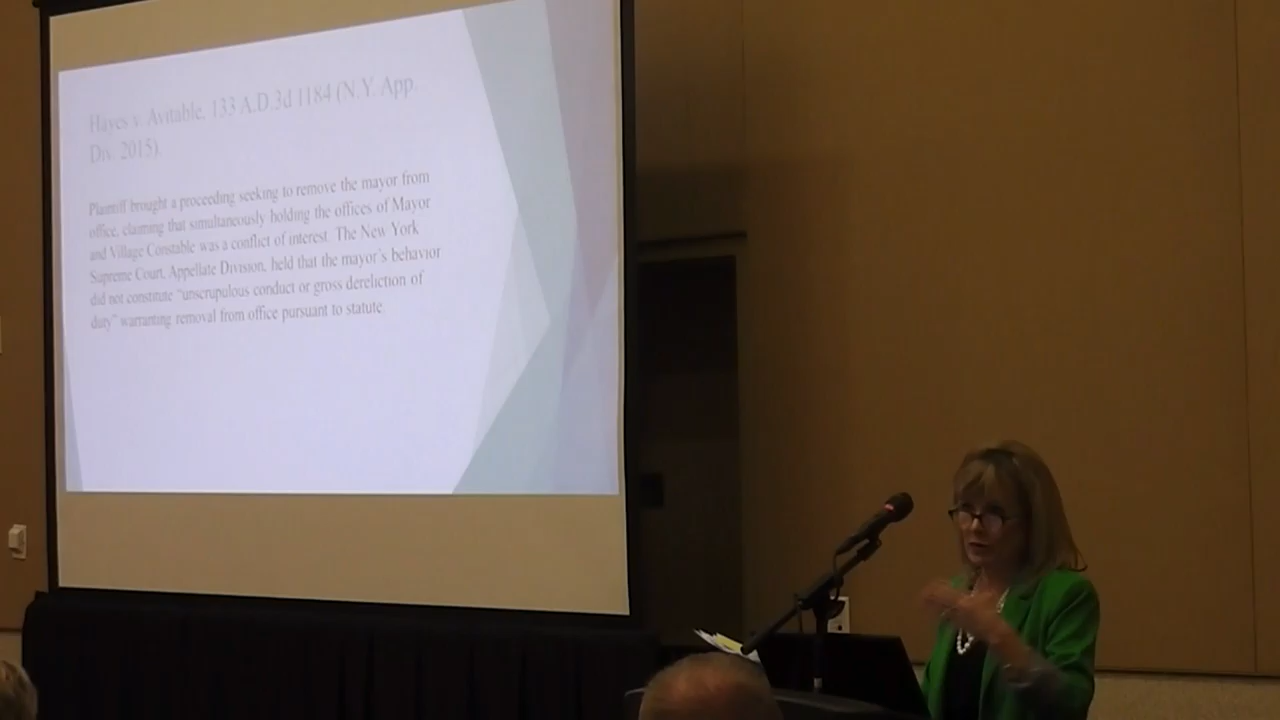 Hayes v. Avitable, 133 A.D.3d 1184 (N.Y. App.
Div. 2015).
Plaintiff brought a proceeding seeking to remove the mayor from
office, claiming that simultaneously holding the offices of Mayor
and Village Constable was a conflict of interest. The New York
Supreme Court, Appellate Division, held that the mayor's behavior
did not constitute "unscrupulous conduct or gross dereliction of
duty" warranting removal from office pursuant to statute.